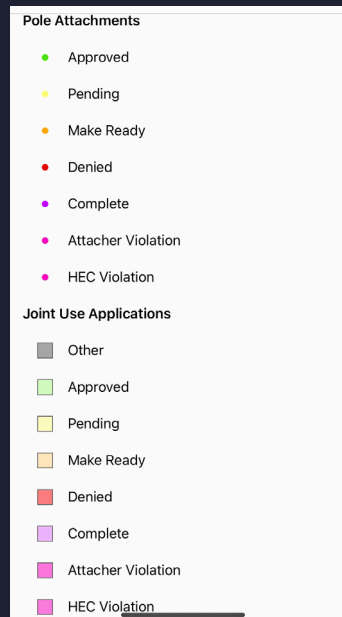 Pole Attachments
Approved
Pending
Make Ready
Denied
Complete
Attacher Violation
HEC Violation
Joint Use Applications
Other
Approved
Pending
Make Ready
Denied
Complete
Attacher Violation
HEC Violation